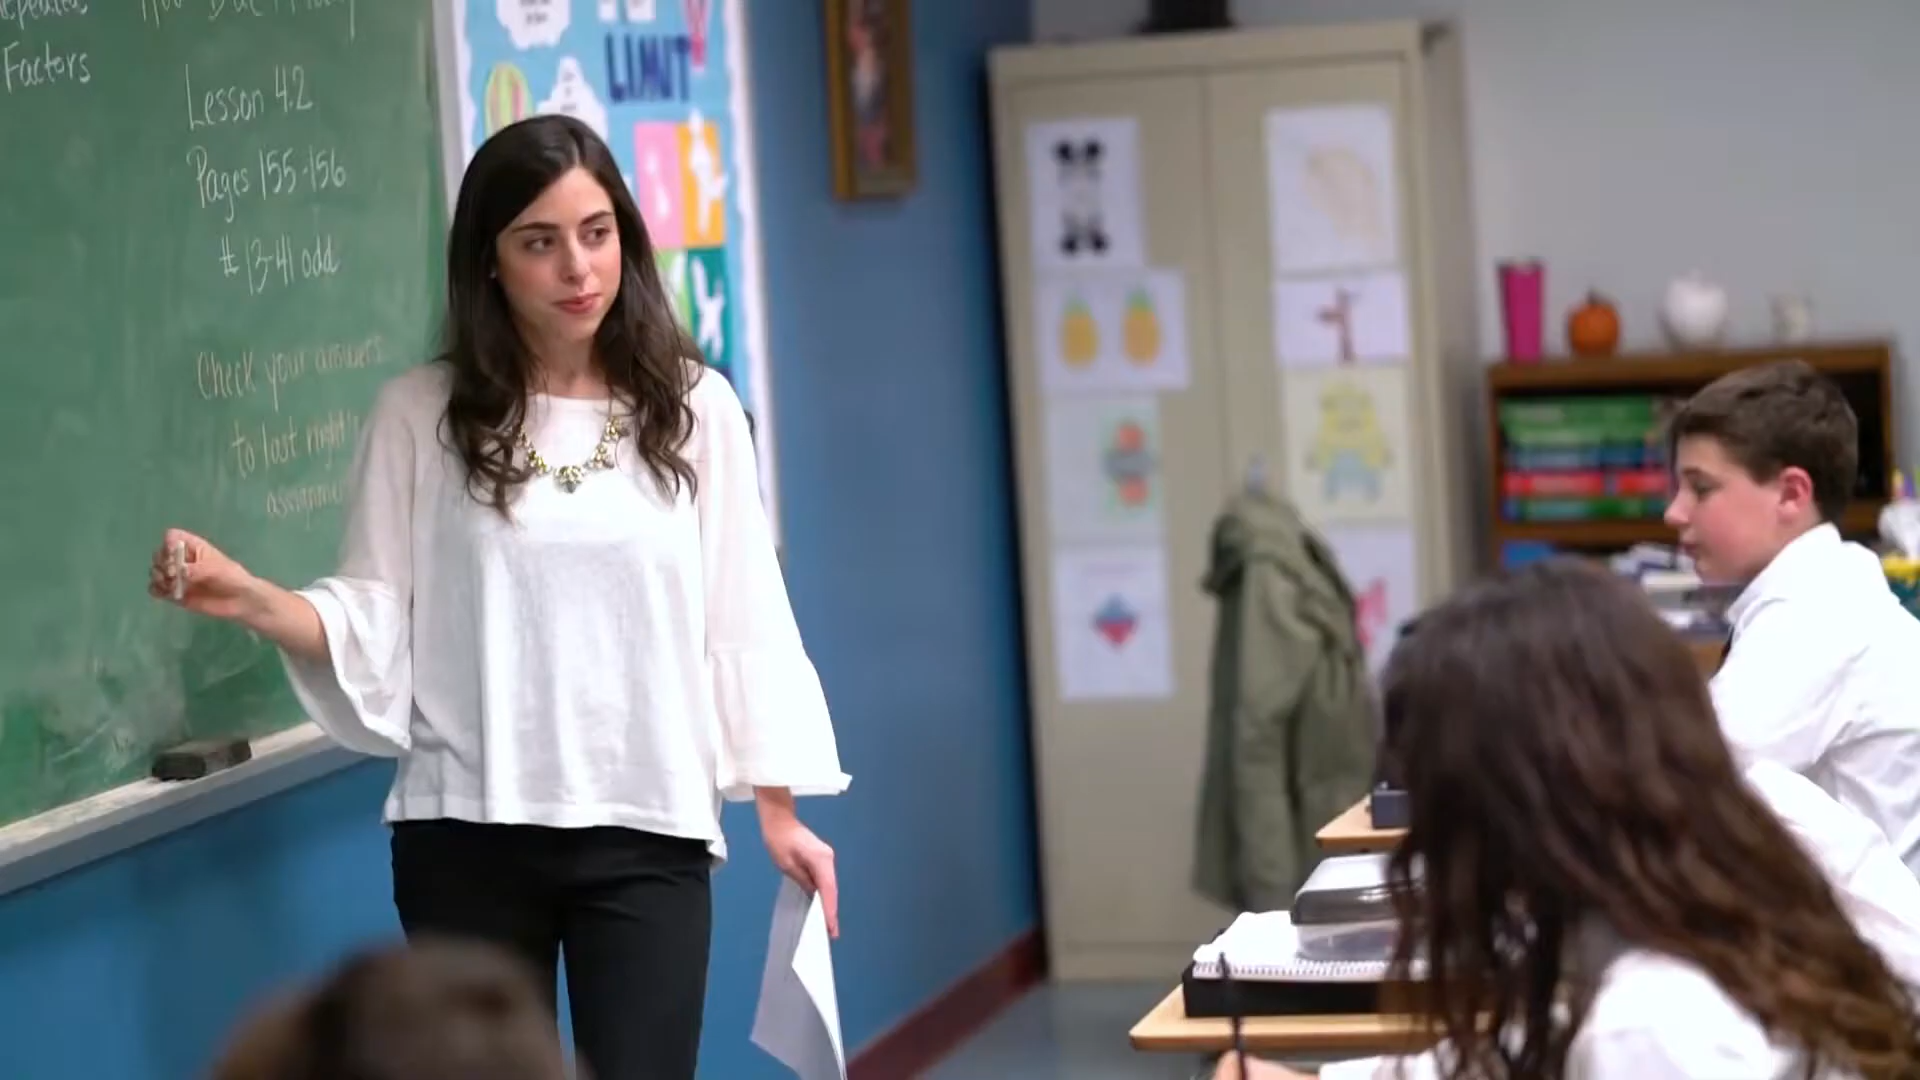 Factors
Lesson 4.2
Pages 155-156
# 13-41 odd
Check your answers
to last night's
LIMIT